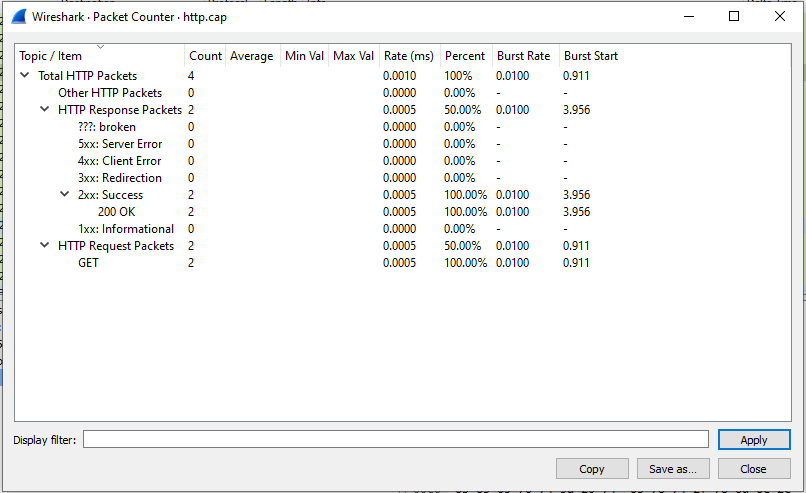 Wireshark · Packet Counter · http.cap
Topic / Item Count Average Min Val Max Val Rate (ms) Percent Burst Rate Burst Start
Total HTTP Packets 4 0.0010 100% 0.0100 0.911
Other HTTP Packets 0 0.0000 0.00% - -
HTTP Response Packets 2 0.0005 50.00% 0.0100 3.956
???: broken 0 0.0000 0.00% - -
5xx: Server Error 0 0.0000 0.00% - -
4xx: Client Error 0 0.0000 0.00% - -
3xx: Redirection 0 0.0000 0.00% - -
2xx: Success 2 0.0005 100.00% 0.0100 3.956
200 OK 2 0.0005 100.00% 0.0100 3.956
1xx: Informational 0 0.0000 0.00% - -
HTTP Request Packets 2 0.0005 50.00% 0.0100 0.911
GET 2 0.0005 100.00% 0.0100 0.911
Display filter: Apply
Copy Save as... Close